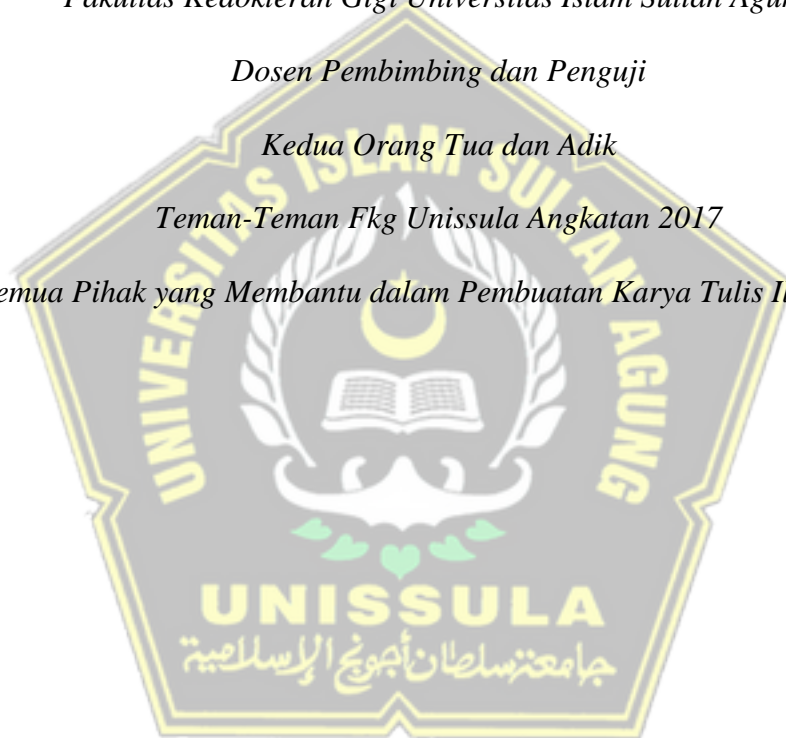 Fakultas Kedokteran Gigi Universitas Islam Sultan
Dosen Pembimbing dan Penguji
Kedua Orang Tua dan Adik
Teman-Teman Fkg Unissula Angkatan 2017
Pihak yang Membantu dalam Pembuatan Karya Tulis
UNIVERSITAS ISLAM SULTAN AGUNG
UNISSULA
جامعة سلطان أجونج الإسلامية